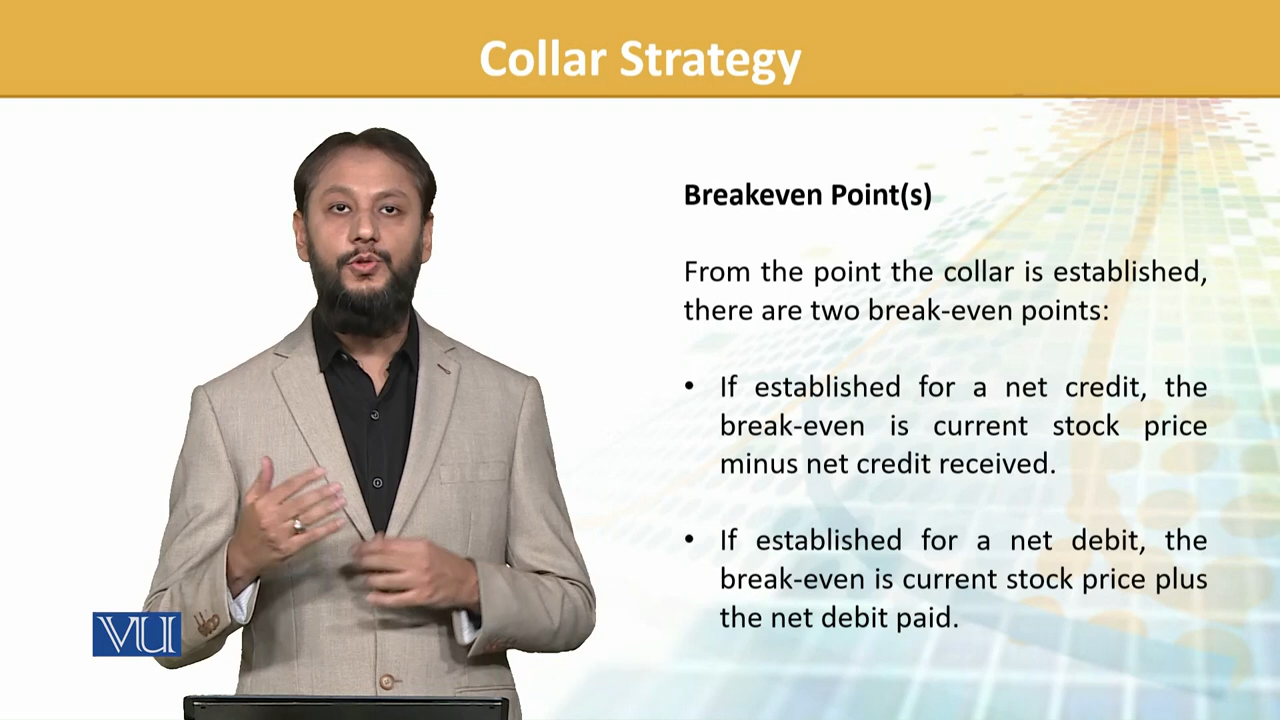 Collar Strategy
Breakeven Point(s)
From the point the collar is established,
there are two break-even points:
• If established for a net credit, the
break-even is current stock price
minus net credit received.
• If established for a net debit, the
break-even is current stock price plus
the net debit paid.
VU